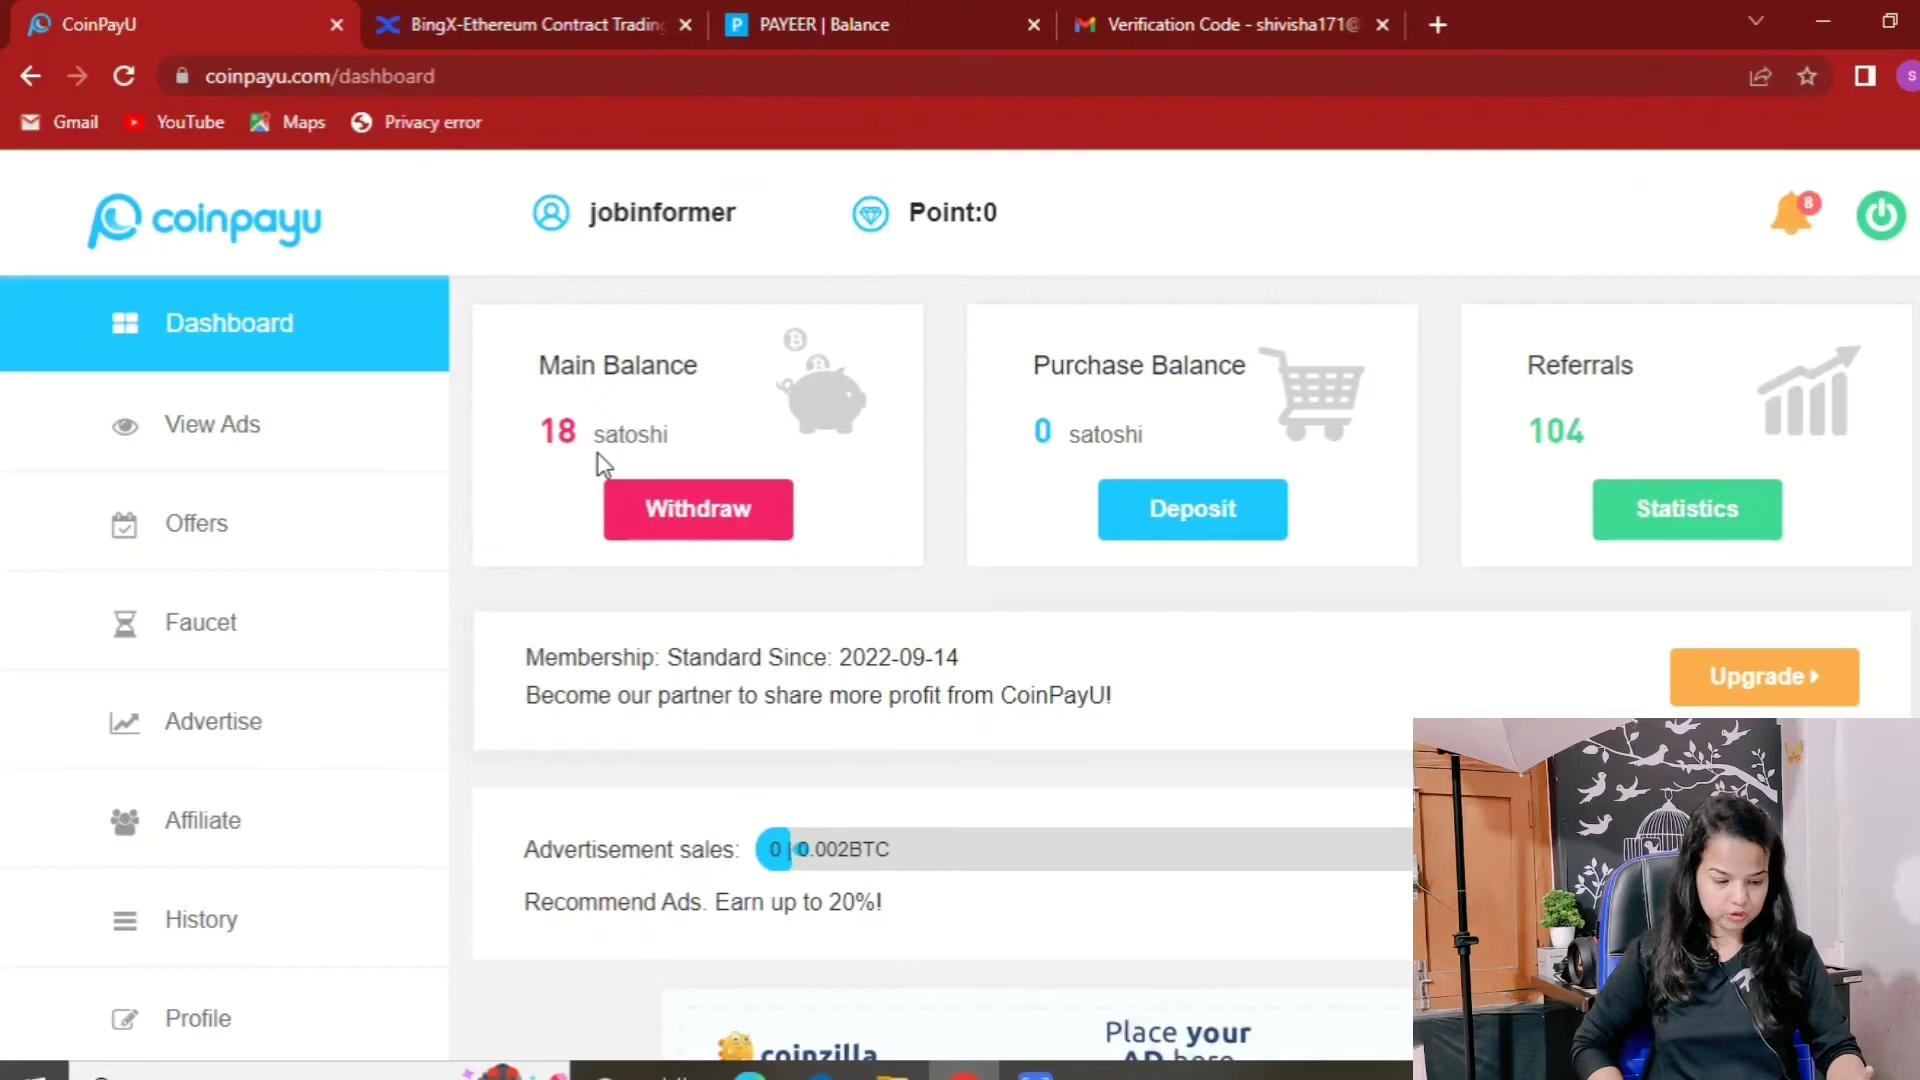 CoinPayU
BingX-Ethereum Contract Trading
PAYEER | Balance
Verification Code - shivisha171@
coinpayu.com/dashboard
S
Gmail
YouTube
Maps
Privacy error
coinpayu
jobinformer
Point:0
8
Dashboard
View Ads
Offers
Faucet
Advertise
Affiliate
History
Profile
Main Balance
18 satoshi
Withdraw
Purchase Balance
0 satoshi
Deposit
Referrals
104
Statistics
Membership: Standard Since: 2022-09-14
Become our partner to share more profit from CoinPayU!
Upgrade
Advertisement sales: 0 | 0.002BTC
Recommend Ads. Earn up to 20%!
coinzilla
Place your
AD here